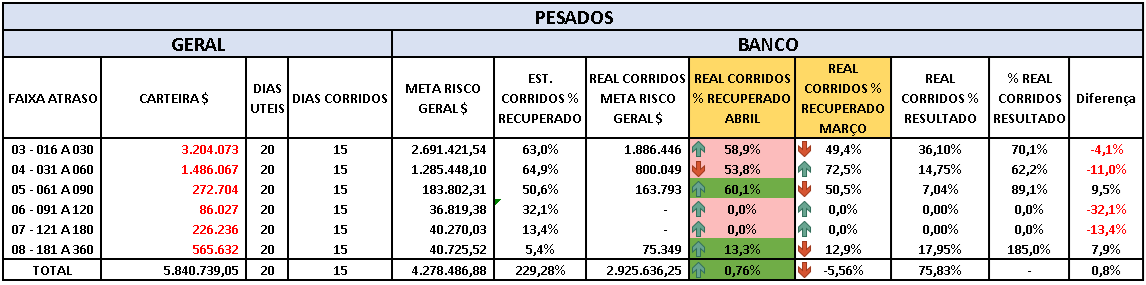 PESADOS
GERAL BANCO
FAIXA ATRASO CARTEIRA $ DIAS UTEIS DIAS CORRIDOS META RISCO GERAL $ EST. CORRIDOS % RECUPERADO REAL CORRIDOS META RISCO GERAL $ REAL CORRIDOS % RECUPERADO ABRIL REAL CORRIDOS % RECUPERADO MARÇO REAL CORRIDOS % RESULTADO % REAL CORRIDOS RESULTADO Diferença
03 - 016 A 030 3.204.073 20 15 2.691.421,54 63,0% 1.886.446 58,9% 49,4% 36,10% 70,1% -4,1%
04 - 031 A 060 1.486.067 20 15 1.285.448,10 64,9% 800.049 53,8% 72,5% 14,75% 62,2% -11,0%
05 - 061 A 090 272.704 20 15 183.802,31 50,6% 163.793 60,1% 50,5% 7,04% 89,1% 9,5%
06 - 091 A 120 86.027 20 15 36.819,38 32,1% - 0,0% 0,0% 0,00% 0,0% -32,1%
07 - 121 A 180 226.236 20 15 40.270,03 13,4% - 0,0% 0,0% 0,00% 0,0% -13,4%
08 - 181 A 360 565.632 20 15 40.725,52 5,4% 75.349 13,3% 12,9% 17,95% 185,0% 7,9%
TOTAL 5.840.739,05 20 15 4.278.486,88 229,28% 2.925.636,25 0,76% -5,56% 75,83% - 0,8%